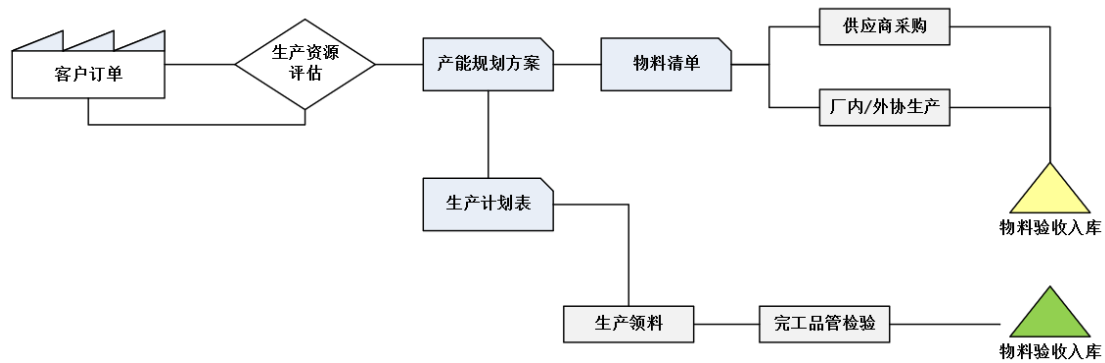 供应商采购
客户订单
生产资源
评估
产能规划方案
物料清单
厂内/外协生产
生产计划表
物料验收入库
生产领料
完工品管检验
物料验收入库